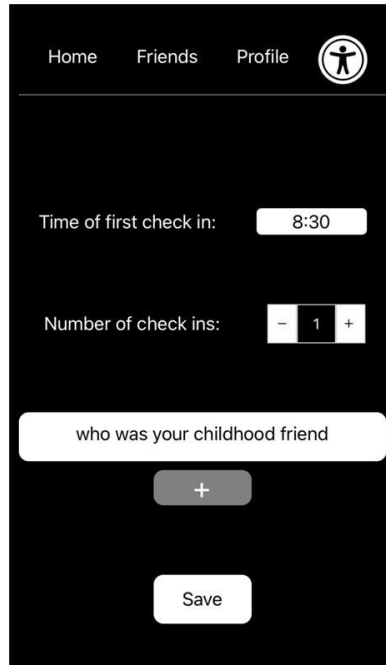 Home Friends Profile
Time of first check in: 8:30
Number of check ins: − 1 +
who was your childhood friend
+
Save